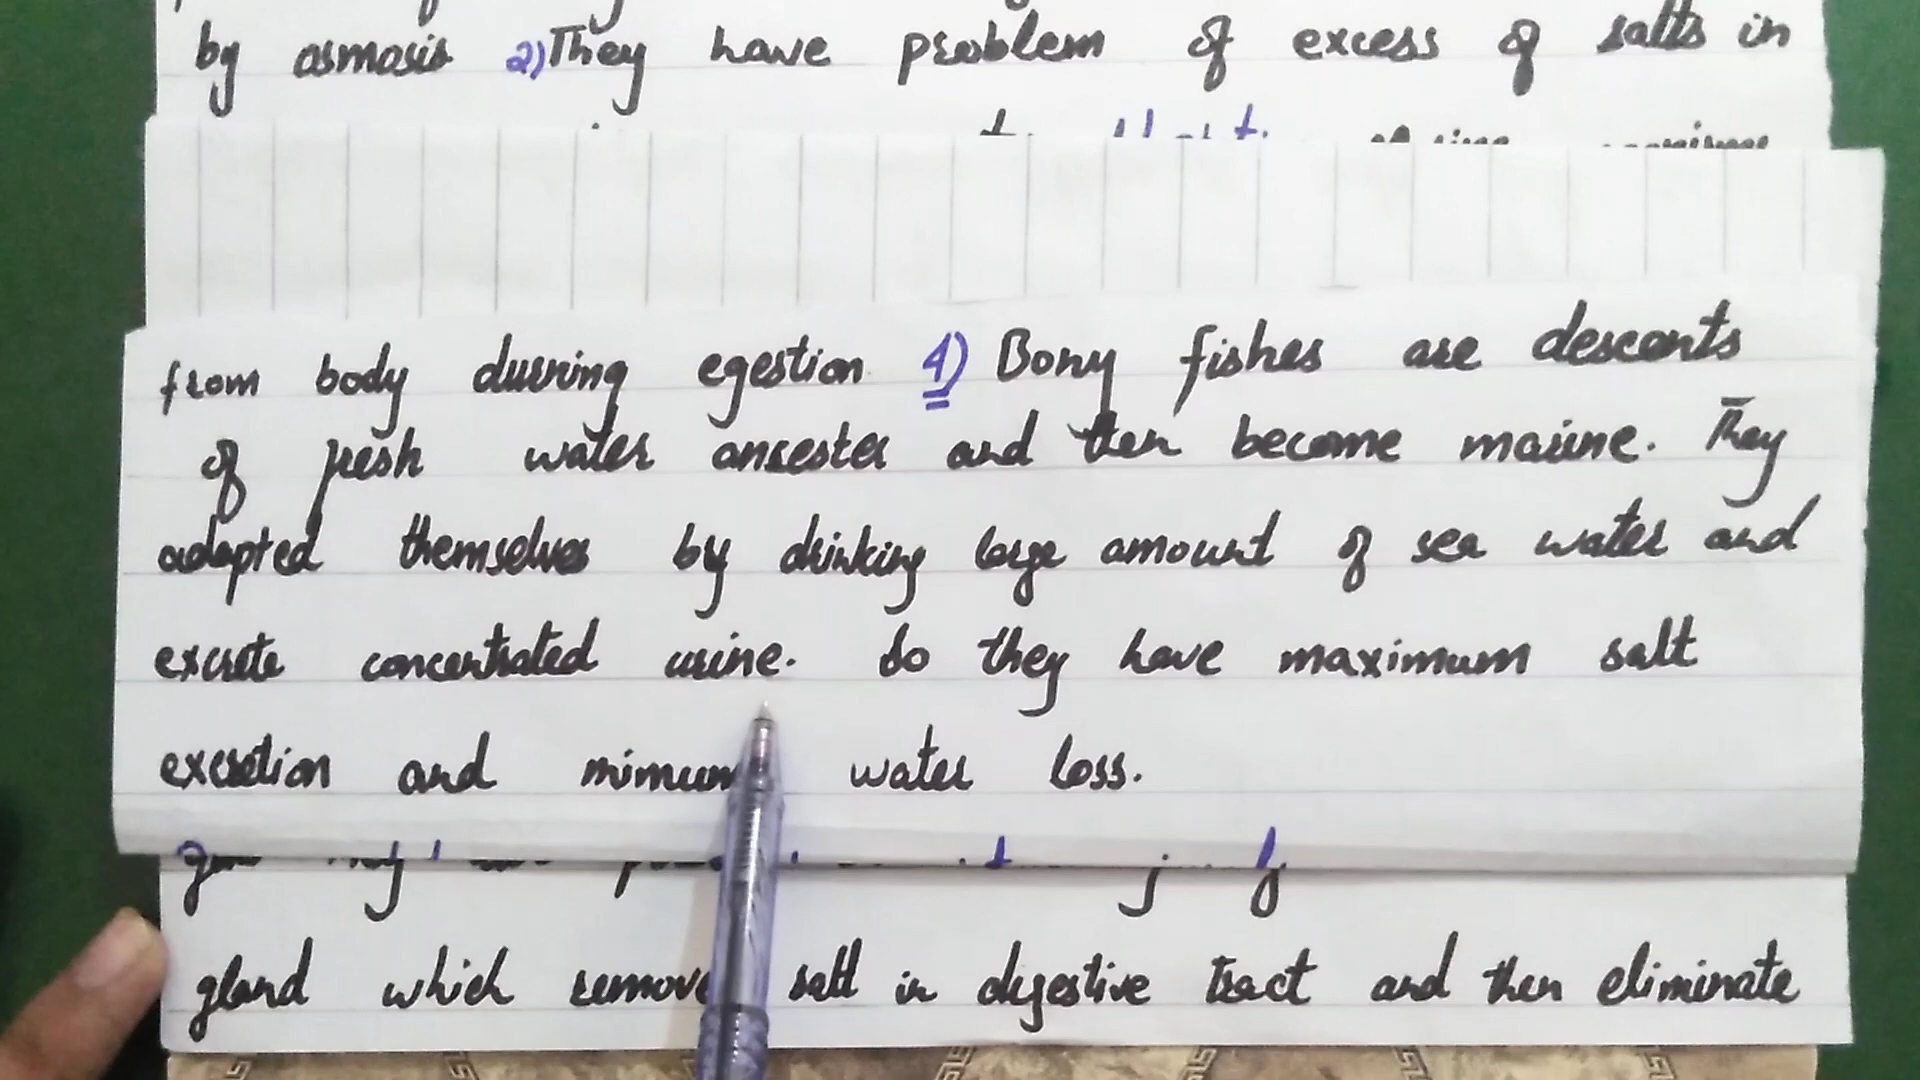 by osmosis 2) They have problem of excess of salts in
from body durring egestion 4) Bony fishes are descents
of fresh water ancester and then become marine. They
adapted themselves by drinking large amount of sea water and
excrete concentrated urine. So they have maximum salt
excretion and mimum water loss.
gland which remove salt in digestive tract and then eliminate